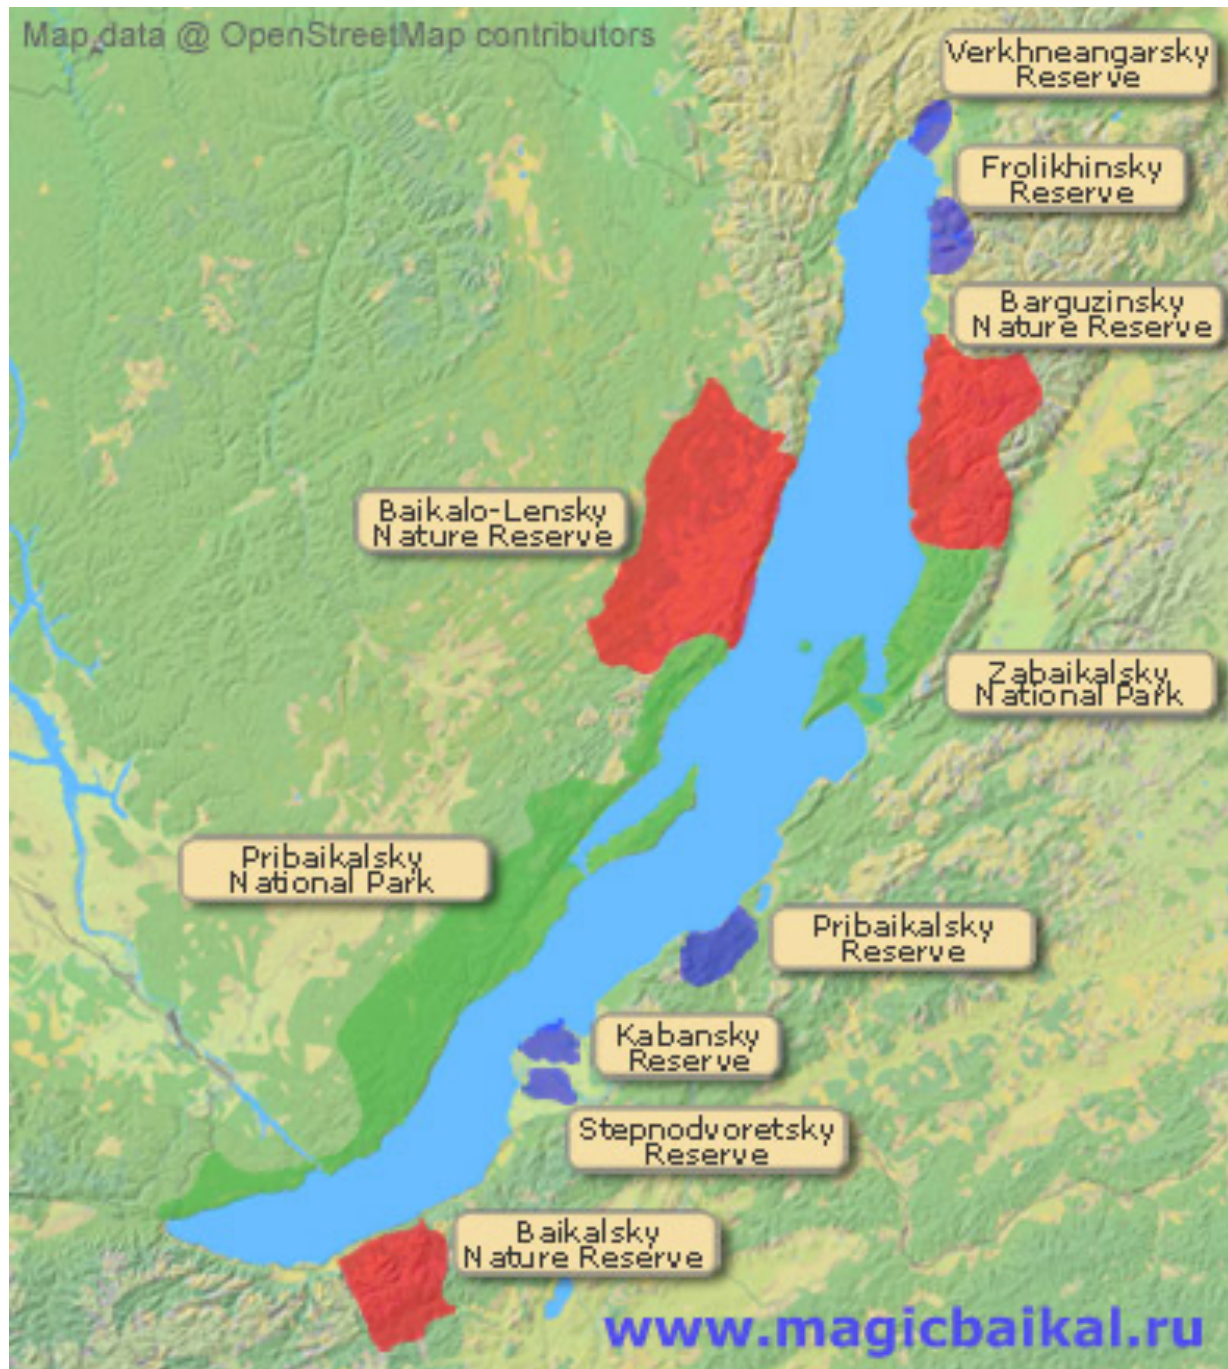 Map data @ OpenStreetMap contributors
Verkhneangarsky
Reserve
Frolikhinsky
Reserve
Barguzinsky
Nature Reserve
Baikalo-Lensky
Nature Reserve
Zabaikalsky
National Park
Pribaikalsky
National Park
Pribaikalsky
Reserve
Kabansky
Reserve
Stepnodvoretsky
Reserve
Baikalsky
Nature Reserve
www.magicbaikal.ru